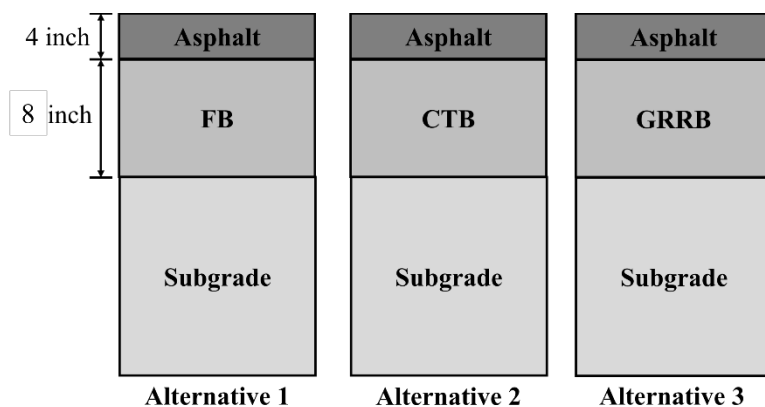 4 inch
Asphalt
Asphalt
Asphalt
8 inch
FB
CTB
GRRB
Subgrade
Subgrade
Subgrade
Alternative 1
Alternative 2
Alternative 3